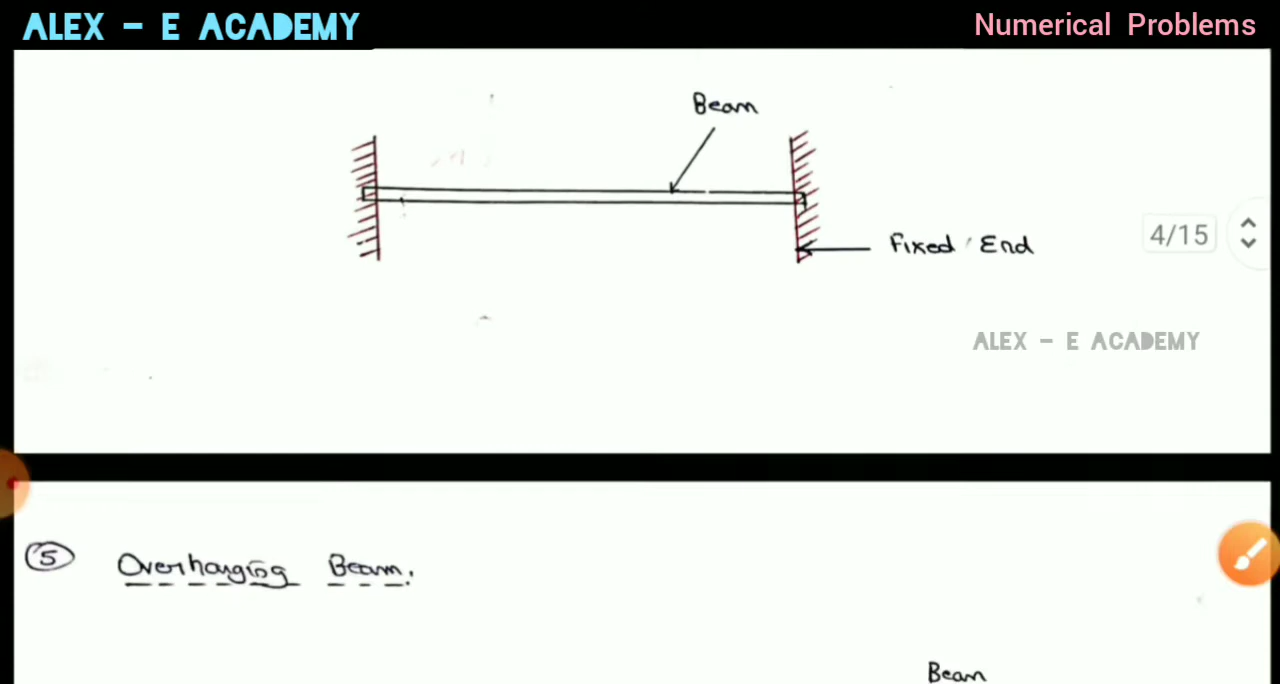 ALEX - E ACADEMY
Numerical Problems
Beam
Fixed End
4/15
ALEX - E ACADEMY
5 Overhanging Beam.
Beam